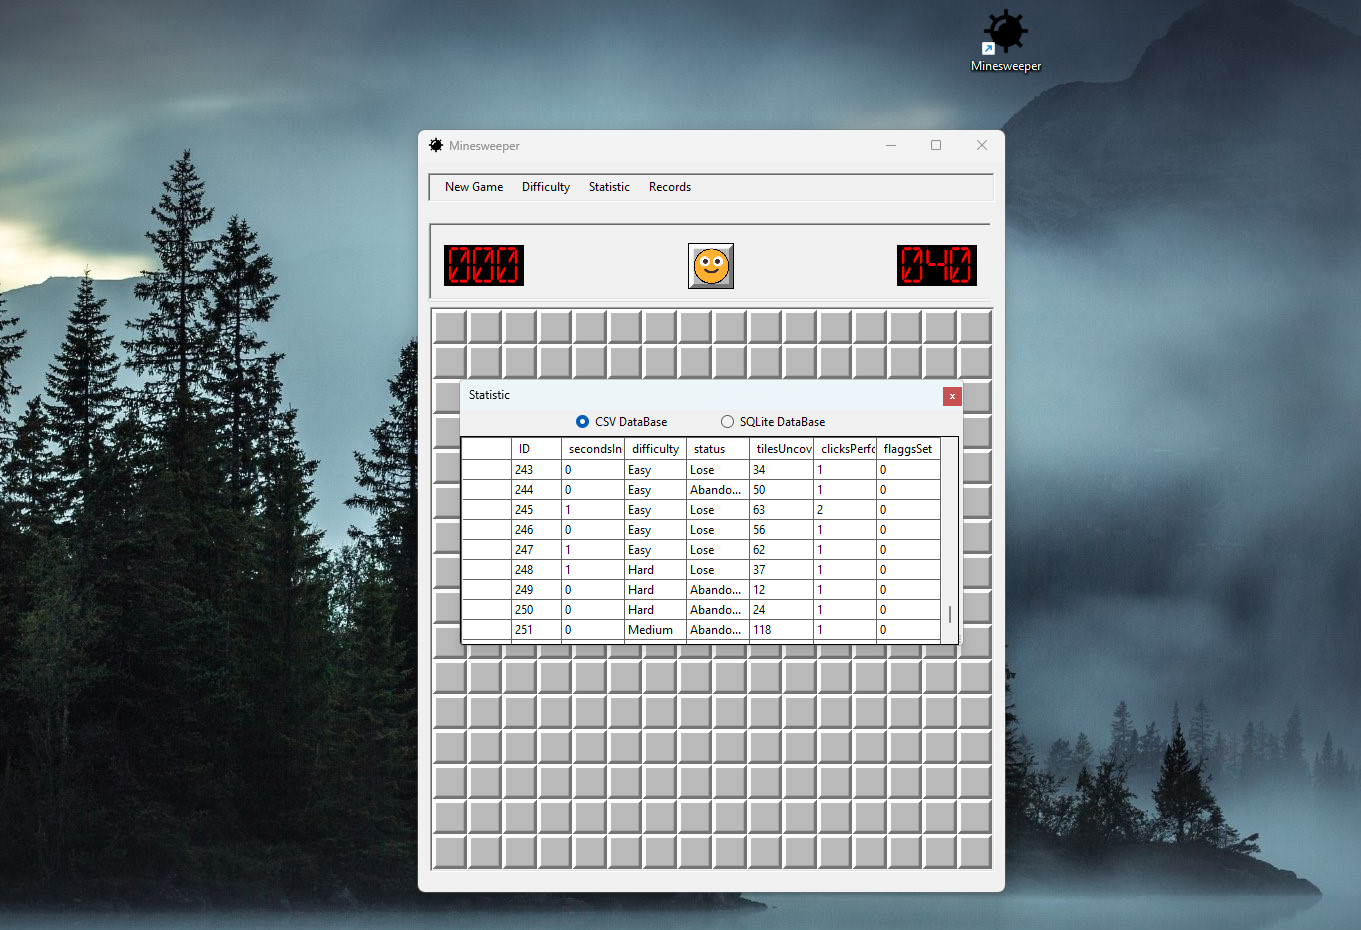 Minesweeper
Minesweeper
New Game Difficulty Statistic Records
000 040
Statistic
x
CSV DataBase SQLite DataBase
ID secondsIn difficulty status tilesUncov clicksPerfo flaggsSet
243 0 Easy Lose 34 1 0
244 0 Easy Abando... 50 1 0
245 1 Easy Lose 63 2 0
246 0 Easy Lose 56 1 0
247 1 Easy Lose 62 1 0
248 1 Hard Lose 37 1 0
249 0 Hard Abando... 12 1 0
250 0 Hard Abando... 24 1 0
251 0 Medium Abando... 118 1 0